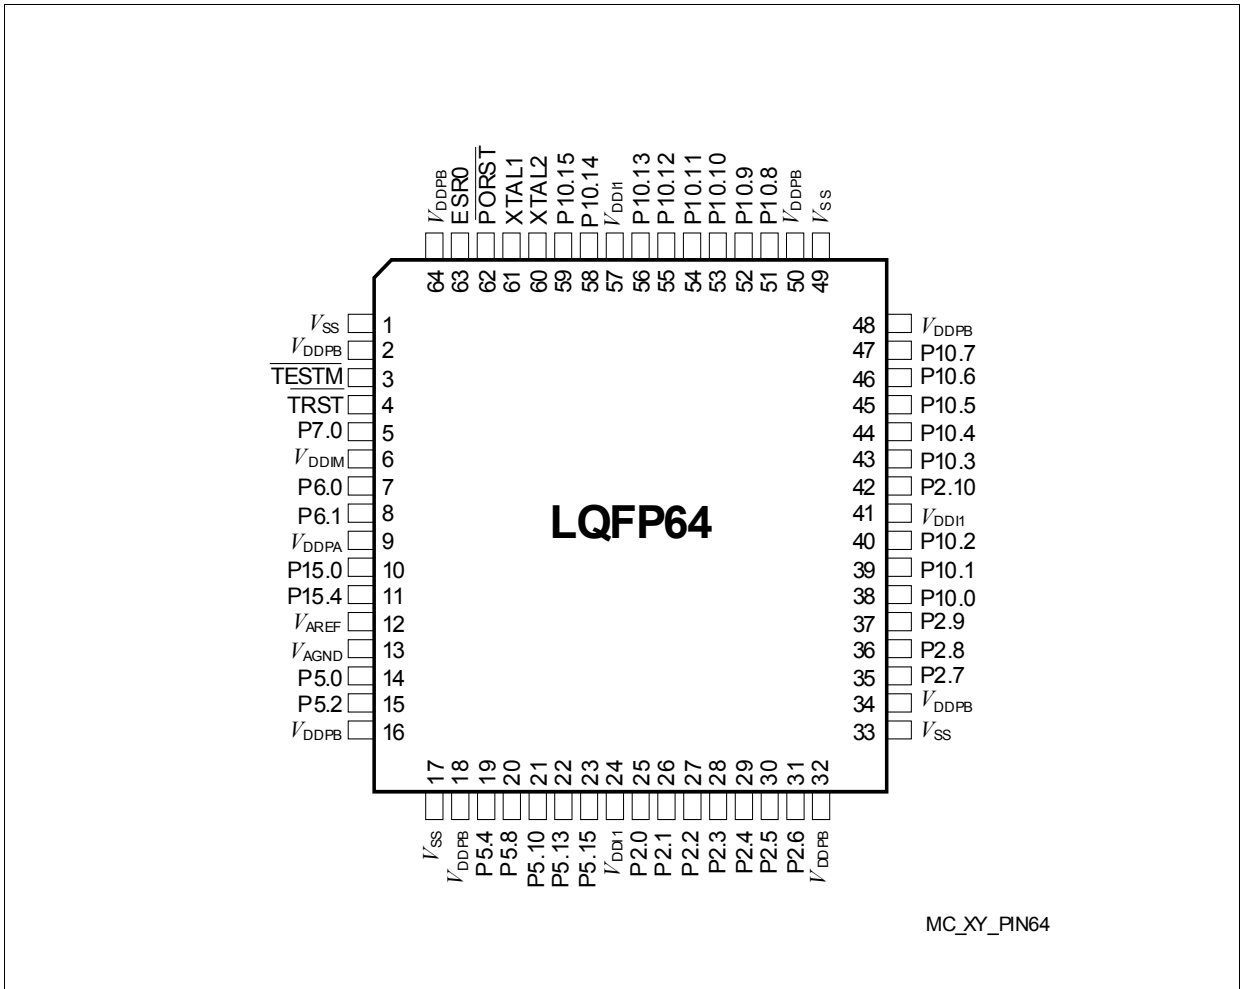 VDDPB
ESR0
PORST
XTAL1
XTAL2
P10.15
P10.14
VDDI1
P10.13
P10.12
P10.11
P10.10
P10.9
P10.8
VDDPB
VSS
64
63
62
61
60
59
58
57
56
55
54
53
52
51
50
49
VSS 1
VDDPB 2
TESTM 3
TRST 4
P7.0 5
VDDIM 6
P6.0 7
P6.1 8
VDDPA 9
P15.0 10
P15.4 11
VAREF 12
VAGND 13
P5.0 14
P5.2 15
VDDPB 16
LQFP64
48 VDDPB
47 P10.7
46 P10.6
45 P10.5
44 P10.4
43 P10.3
42 P2.10
41 VDDI1
40 P10.2
39 P10.1
38 P10.0
37 P2.9
36 P2.8
35 P2.7
34 VDDPB
33 VSS
17
18
19
20
21
22
23
24
25
26
27
28
29
30
31
32
VSS
VDDPB
P5.4
P5.8
P5.10
P5.13
P5.15
VDDI1
P2.0
P2.1
P2.2
P2.3
P2.4
P2.5
P2.6
VDDPB
MC_XY_PIN64